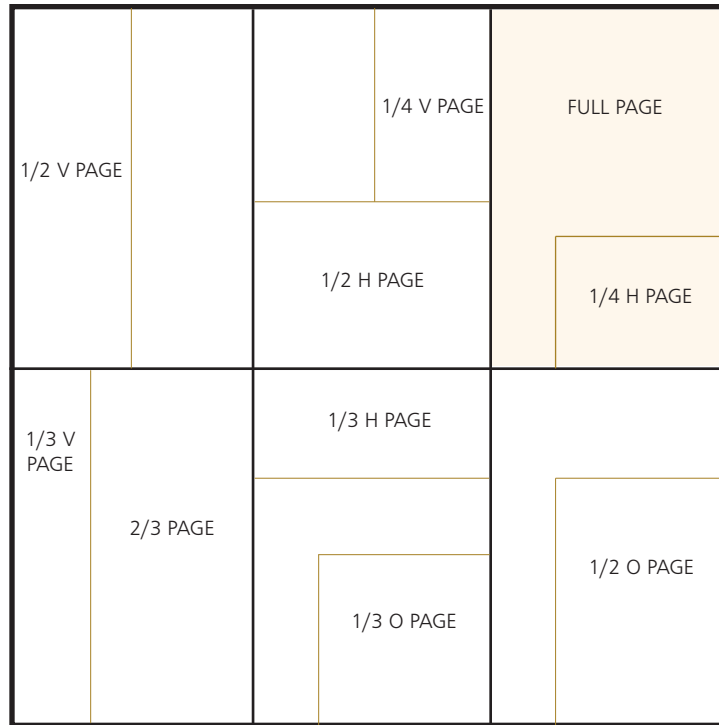 1/4 V PAGE
FULL PAGE
1/2 V PAGE
1/2 H PAGE
1/4 H PAGE
1/3 H PAGE
1/3 V
PAGE
2/3 PAGE
1/2 O PAGE
1/3 O PAGE